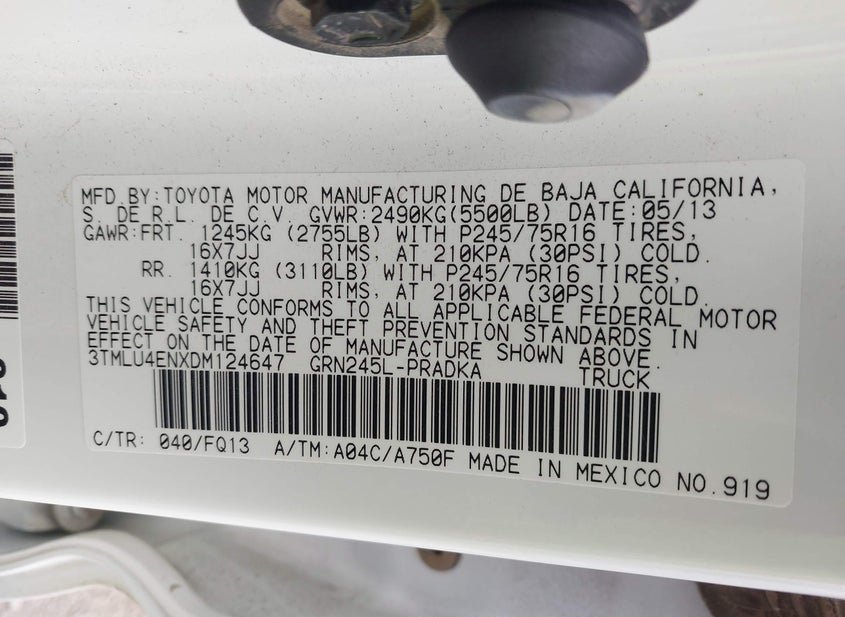 MFD.BY:TOYOTA MOTOR MANUFACTURING DE BAJA CALIFORNIA,
S. DE R.L. DE C.V. GVWR:2490KG(5500LB) DATE:05/13
GAWR:FRT. 1245KG (2755LB) WITH P245/75R16 TIRES,
16X7JJ RIMS, AT 210KPA (30PSI) COLD.
RR. 1410KG (3110LB) WITH P245/75R16 TIRES,
16X7JJ RIMS, AT 210KPA (30PSI) COLD.
THIS VEHICLE CONFORMS TO ALL APPLICABLE FEDERAL MOTOR
VEHICLE SAFETY AND THEFT PREVENTION STANDARDS IN
EFFECT ON THE DATE OF MANUFACTURE SHOWN ABOVE.
3TMLU4ENXDM124647 GRN245L-PRADKA TRUCK
C/TR: 040/FQ13 A/TM:A04C/A750F MADE IN MEXICO NO.919